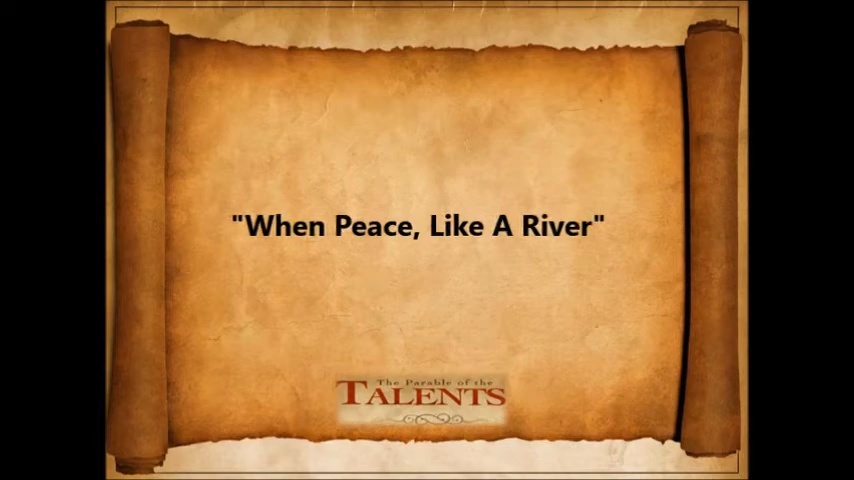 "When Peace, Like A River"
The Parable of the
TALENTS